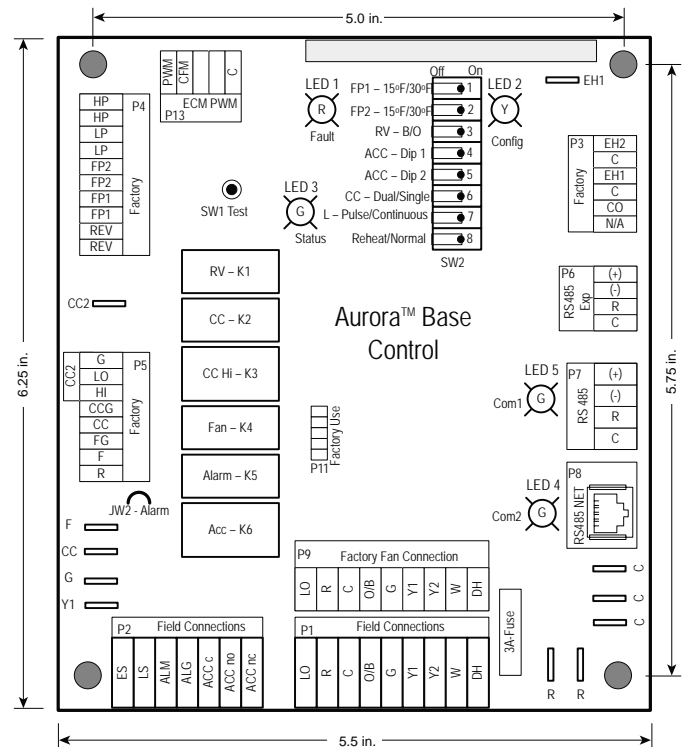 5.0 in.
6.25 in.
5.75 in.
5.5 in.
PWM
CFM
C
ECM PWM
P13
HP
HP
LP
LP
FP2
FP2
FP1
FP1
REV
REV
P4
Factory
SW1 Test
LED 1
R
Fault
LED 3
G
Status
Off On
FP1 – 15ºF/30ºF 1
FP2 – 15ºF/30ºF 2
RV – B/O 3
ACC – Dip 1 4
ACC – Dip 2 5
CC – Dual/Single 6
L – Pulse/Continuous 7
Reheat/Normal 8
SW2
LED 2
Y
Config
EH1
P3
Factory
EH2
C
EH1
C
CO
N/A
RV – K1
CC – K2
CC Hi – K3
Fan – K4
Alarm – K5
Acc – K6
Aurora™ Base
Control
P6
RS485
Exp
(+)
(-)
R
C
CC2
CC2
G
LO
HI
CCG
CC
FG
F
R
P5
Factory
JW2 - Alarm
P11
Factory Use
LED 5
G
Com1
P7
RS 485
(+)
(-)
R
C
LED 4
G
Com2
P8
RS485 NET
F
CC
G
Y1
P9
Factory Fan Connection
LO
R
C
O/B
G
Y1
Y2
W
DH
P2
Field Connections
ES
LS
ALM
ALG
ACC c
ACC no
ACC nc
P1
Field Connections
LO
R
C
O/B
G
Y1
Y2
W
DH
3A-Fuse
C
C
C
R
R